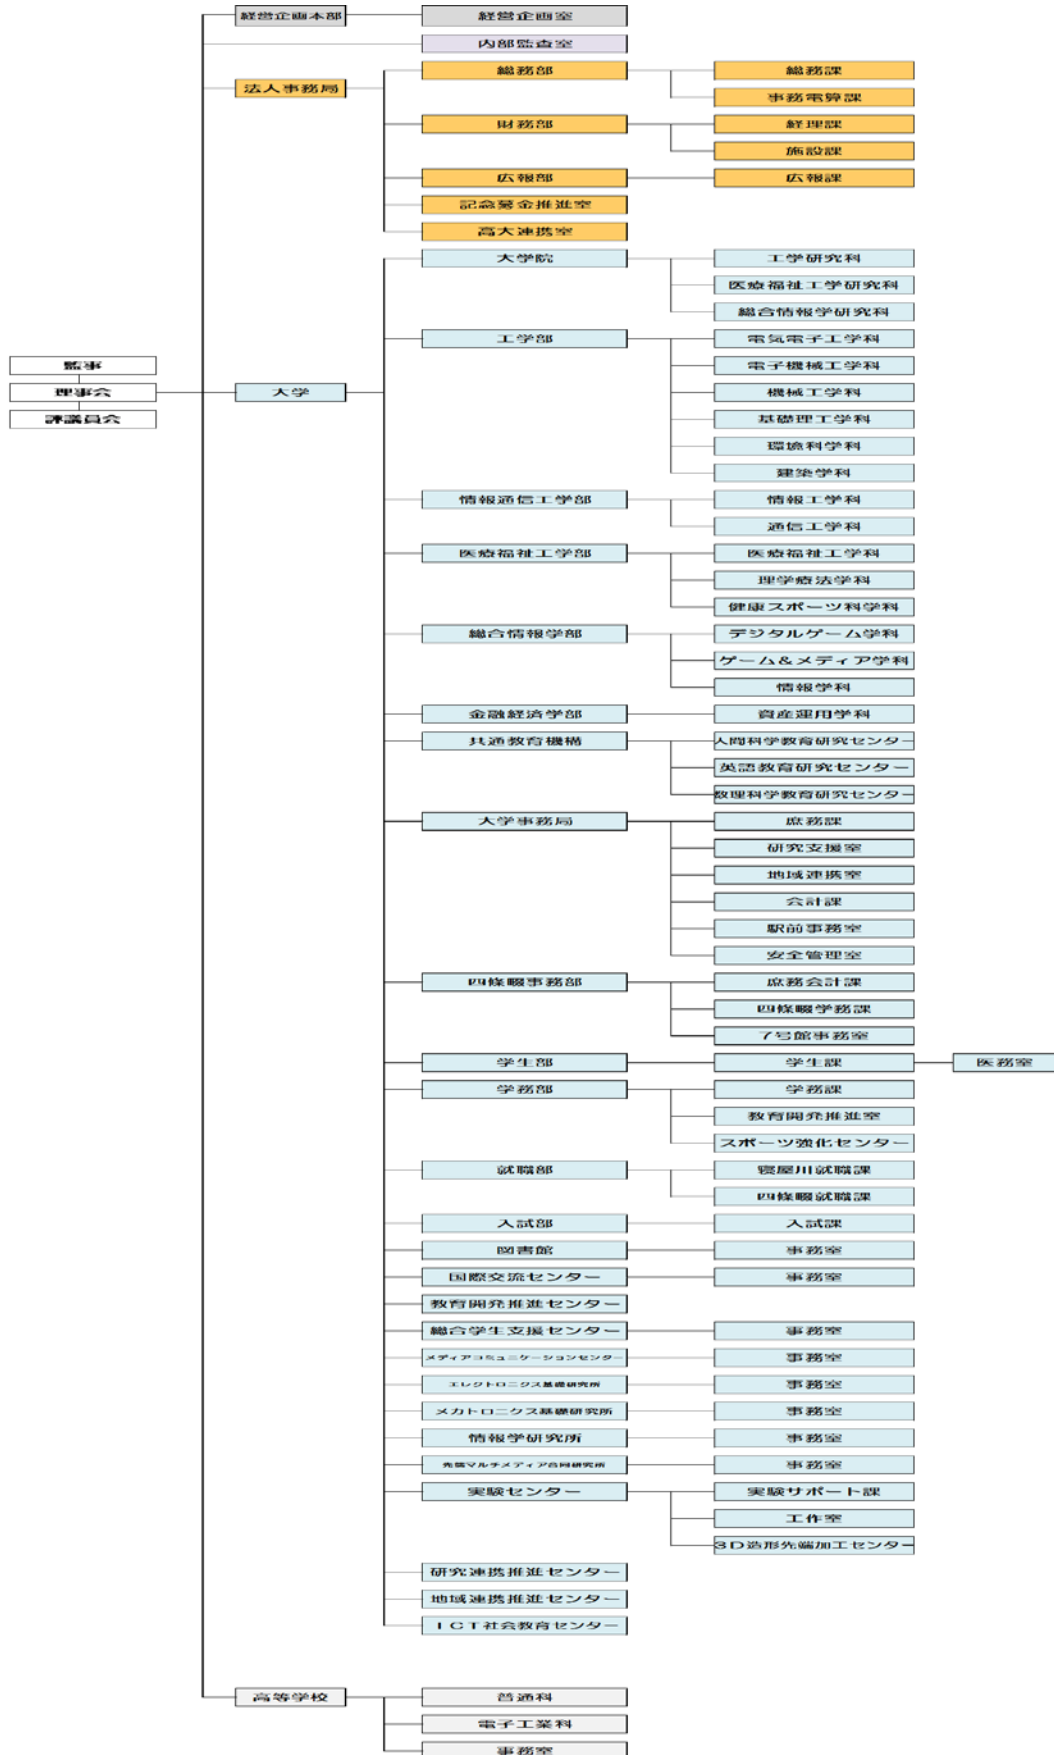 経営企画本部
経営企画室
内部監査室
法人事務局
総務部
総務課
事務電算課
財務部
経理課
施設課
広報部
広報課
記念募金推進室
高大連携室
監事
理事会
評議員会
大学
大学院
工学研究科
医療福祉工学研究科
総合情報学研究科
工学部
電気電子工学科
電子機械工学科
機械工学科
基礎理工学科
環境科学科
建築学科
情報通信工学部
情報工学科
通信工学科
医療福祉工学部
医療福祉工学科
理学療法学科
健康スポーツ科学科
総合情報学部
デジタルゲーム学科
ゲーム&メディア学科
情報学科
金融経済学部
資産運用学科
共通教育機構
人間科学教育研究センター
英語教育研究センター
数理科学教育研究センター
大学事務局
庶務課
研究支援室
地域連携室
会計課
駅前事務室
安全管理室
四條畷事務部
庶務会計課
四條畷学務課
7号館事務室
学生部
学生課
医務室
学務部
学務課
教育開発推進室
スポーツ強化センター
就職部
寝屋川就職課
四條畷就職課
入試部
入試課
図書館
事務室
国際交流センター
事務室
教育開発推進センター
総合学生支援センター
事務室
メディアコミュニケーションセンター
事務室
エレクトロニクス基礎研究所
事務室
メカトロニクス基礎研究所
事務室
情報学研究所
事務室
先端マルチメディア合同研究所
事務室
実験センター
実験サポート課
工作室
3D造形先端加工センター
研究連携推進センター
地域連携推進センター
ICT社会教育センター
高等学校
普通科
電子工業科
事務室